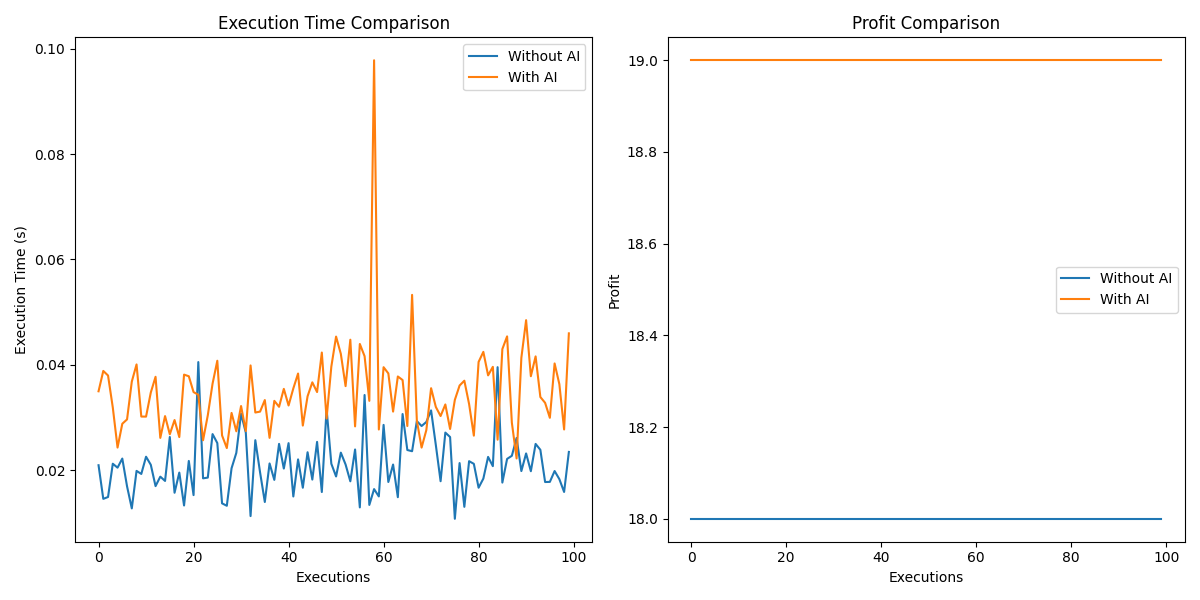 Execution Time Comparison
Execution Time (s)
0.10
0.08
0.06
0.04
0.02
Without AI
With AI
0
20
40
60
80
100
Executions
Profit Comparison
Profit
19.0
18.8
18.6
18.4
18.2
18.0
Without AI
With AI
0
20
40
60
80
100
Executions